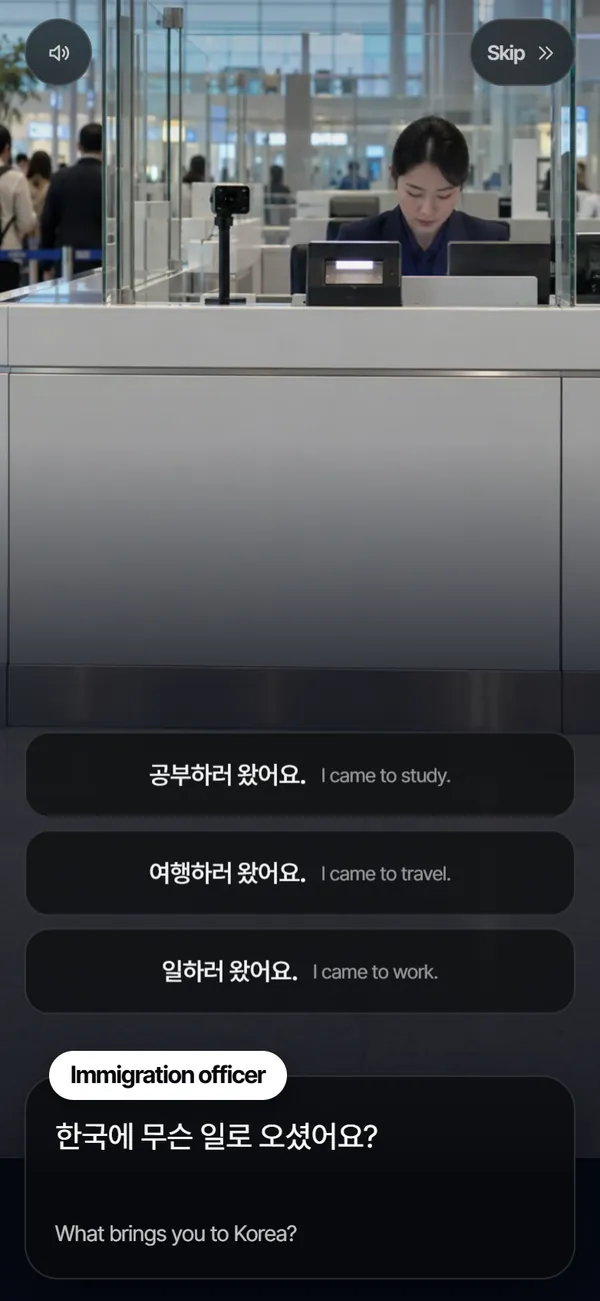 Skip
공부하러 왔어요. I came to study.
여행하러 왔어요. I came to travel.
일하러 왔어요. I came to work.
Immigration officer
한국에 무슨 일로 오셨어요?
What brings you to Korea?